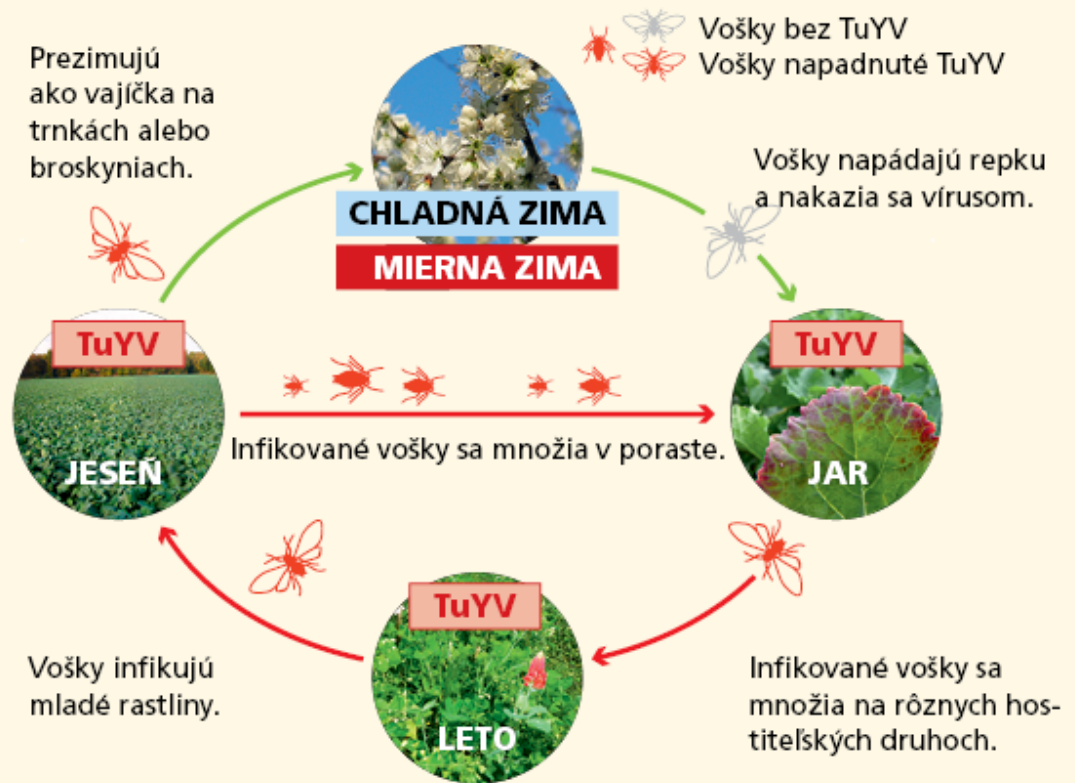 Prezimujú
ako vajíčka na
trnkách alebo
broskyniach.
Vošky bez TuYV
Vošky napadnuté TuYV
CHLADNÁ ZIMA
MIERNA ZIMA
Vošky napádajú repku
a nakazia sa vírusom.
TuYV
JESEŇ
Infikované vošky sa množia v poraste.
TuYV
JAR
Vošky infikujú
mladé rastliny.
TuYV
LETO
Infikované vošky sa
množia na rôznych hos-
titeľských druhoch.